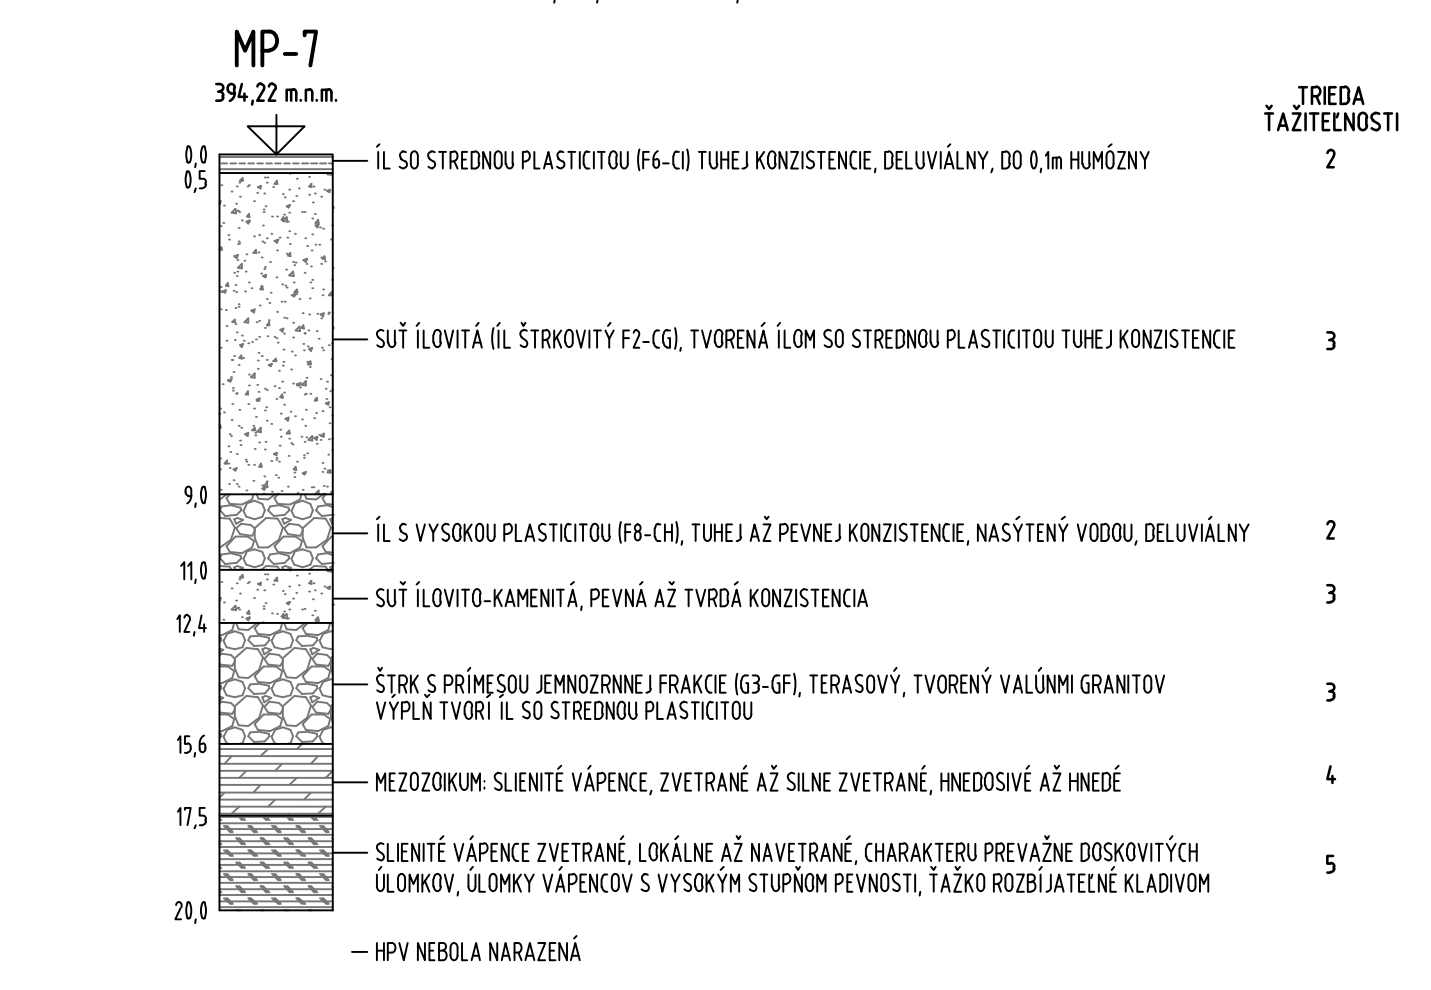 MP-7
394,22 m.n.m.
TRIEDA
ŤAŽITEĽNOSTI
0,0
ÍL SO STREDNOU PLASTICITOU (F6-CI) TUHEJ KONZISTENCIE, DELUVIÁLNY, DO 0,1m HUMÓZNY
2
0,5
SUŤ ÍLOVITÁ (ÍL ŠTRKOVITÝ F2-CG), TVORENÁ ÍLOM SO STREDNOU PLASTICITOU TUHEJ KONZISTENCIE
3
9,0
ÍL S VYSOKOU PLASTICITOU (F8-CH), TUHEJ AŽ PEVNEJ KONZISTENCIE, NASÝTENÝ VODOU, DELUVIÁLNY
2
11,0
SUŤ ÍLOVITO-KAMENITÁ, PEVNÁ AŽ TVRDÁ KONZISTENCIA
3
12,4
ŠTRK S PRÍMESOU JEMNOZRNNEJ FRAKCIE (G3-GF), TERASOVÝ, TVORENÝ VALÚNMI GRANITOV
VÝPLŇ TVORÍ ÍL SO STREDNOU PLASTICITOU
3
15,6
MEZOZOIKUM: SLIENITÉ VÁPENCE, ZVETRANÉ AŽ SILNE ZVETRANÉ, HNEDOSIVÉ AŽ HNEDÉ
4
17,5
SLIENITÉ VÁPENCE ZVETRANÉ, LOKÁLNE AŽ NAVETRANÉ, CHARAKTERU PREVAŽNE DOSKOVITÝCH
ÚLOMKOV, ÚLOMKY VÁPENCOV S VYSOKÝM STUPŇOM PEVNOSTI, ŤAŽKO ROZBÍJATEĽNÉ KLADIVOM
5
20,0
HPV NEBOLA NARAZENÁ